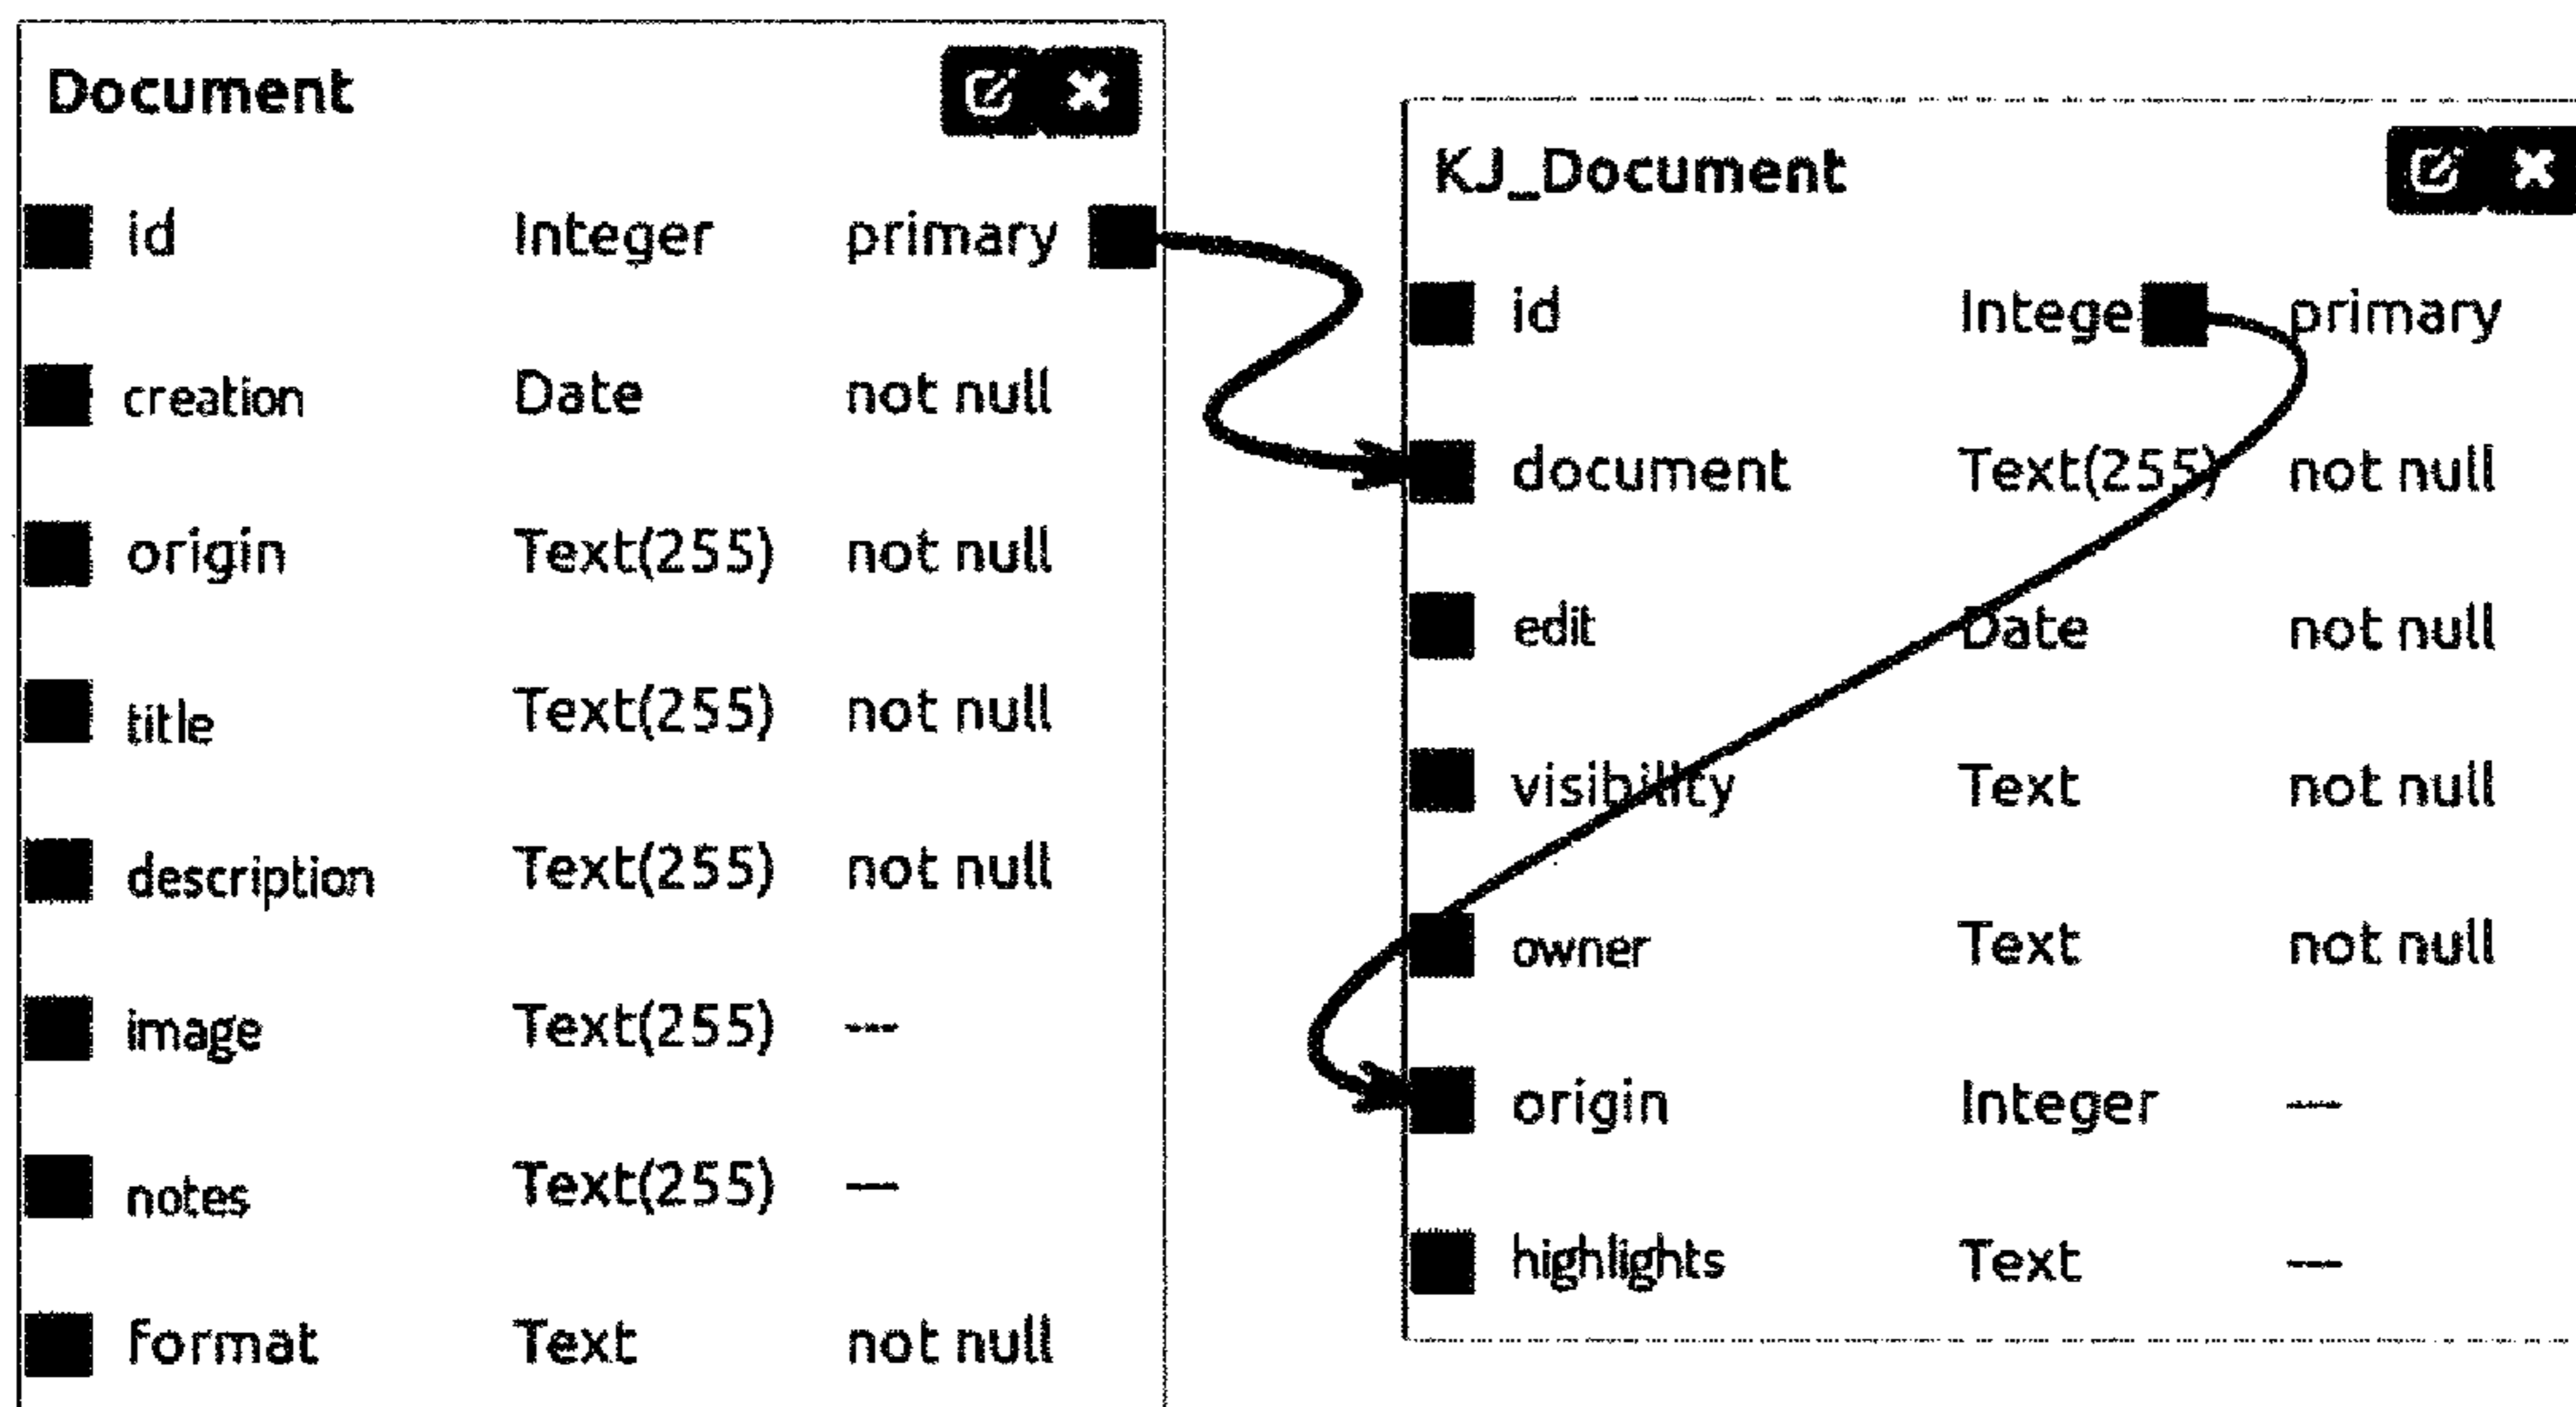 Document
id Integer primary
creation Date not null
origin Text(255) not null
title Text(255) not null
description Text(255) not null
image Text(255) ---
notes Text(255) ---
format Text not null
KJ_Document
id Intege primary
document Text(255) not null
edit Date not null
visibility Text not null
owner Text not null
origin Integer ---
highlights Text ---